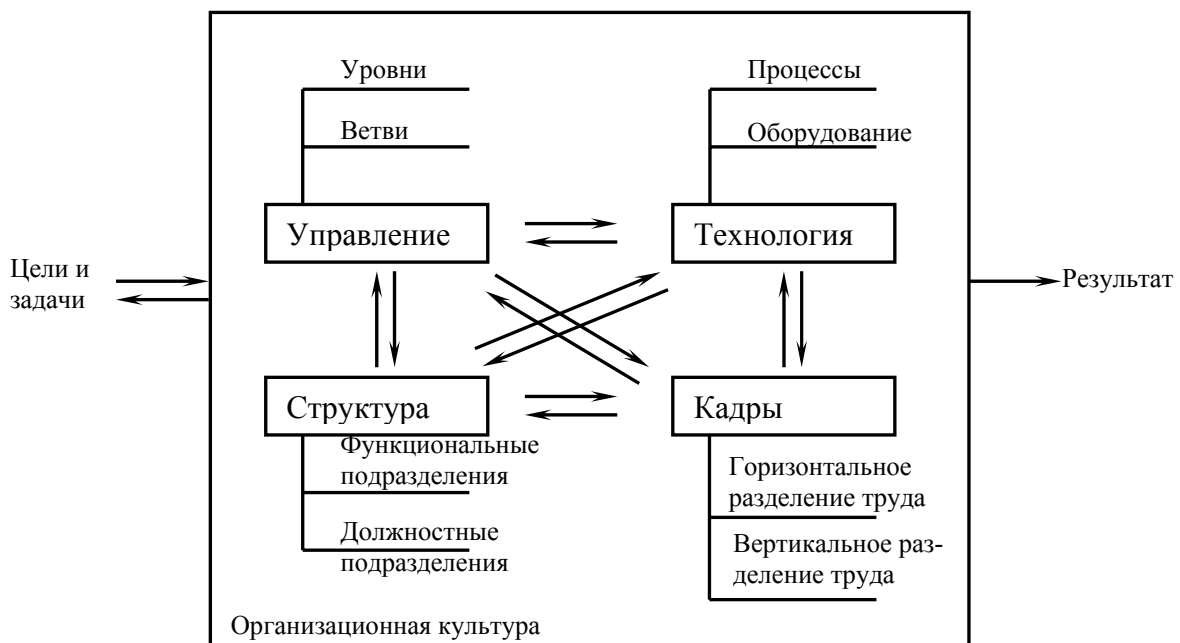 Уровни
Процессы
Ветви
Оборудование
Управление
Технология
Цели и
задачи
Результат
Структура
Кадры
Функциональные
подразделения
Горизонтальное
разделение труда
Должностные
подразделения
Вертикальное раз-
деление труда
Организационная культура